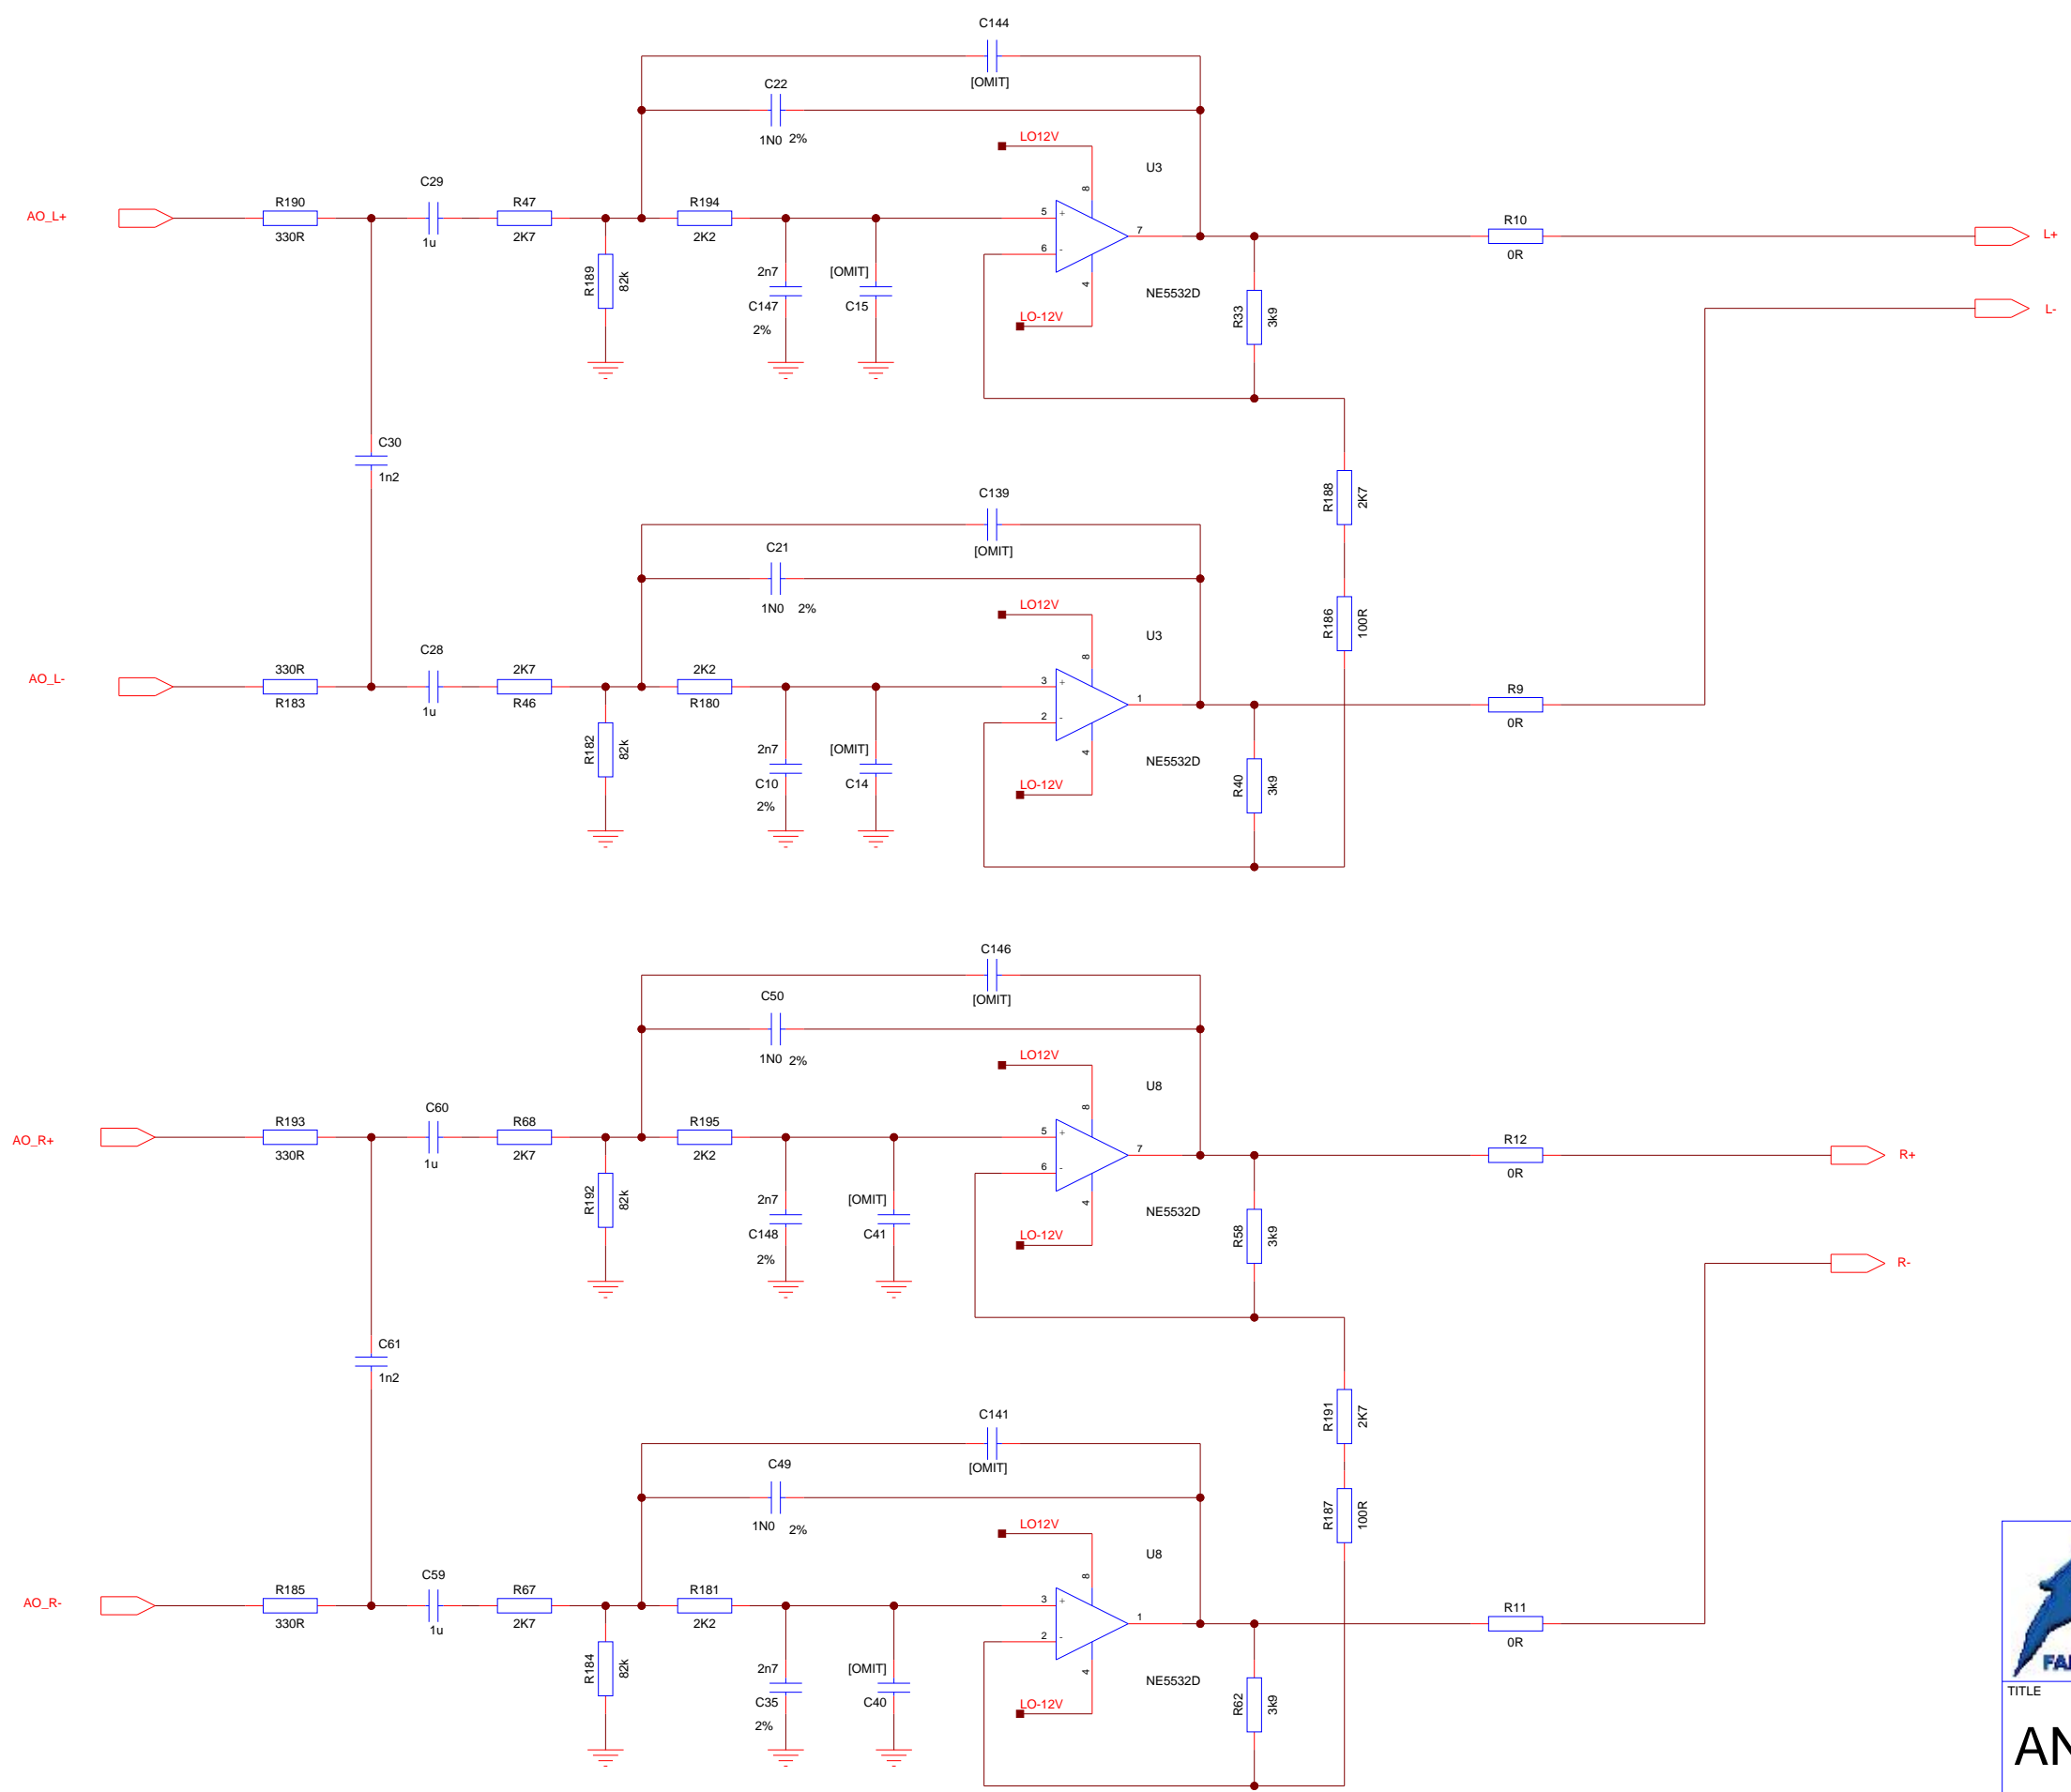 C144
[OMIT]
C22
1N0 2%
LO12V
U3
8
AO_L+
R190
330R
C29
1u
R47
2K7
R194
2K2
5
+
6
-
7
4
R10
0R
L+
R189
82k
2n7
C147
2%
[OMIT]
C15
LO-12V
NE5532D
R33
3k9
L-
C30
1n2
R188
2K7
C139
[OMIT]
C21
1N0 2%
LO12V
U3
8
R186
100R
AO_L-
330R
R183
C28
1u
2K7
R46
2K2
R180
3
+
2
-
1
4
R9
0R
R182
82k
2n7
C10
2%
[OMIT]
C14
LO-12V
NE5532D
R40
3k9
C146
[OMIT]
C50
1N0 2%
LO12V
U8
8
AO_R+
R193
330R
C60
1u
R68
2K7
R195
2K2
5
+
6
-
7
4
R12
0R
R+
R192
82k
2n7
C148
2%
[OMIT]
C41
LO-12V
NE5532D
R58
3k9
R-
C61
1n2
R191
2K7
C141
[OMIT]
C49
1N0 2%
LO12V
U8
8
R187
100R
AO_R-
R185
330R
C59
1u
R67
2K7
R181
2K2
3
+
2
-
1
4
R11
0R
R184
82k
2n7
C35
2%
[OMIT]
C40
LO-12V
NE5532D
R62
3k9
TITLE